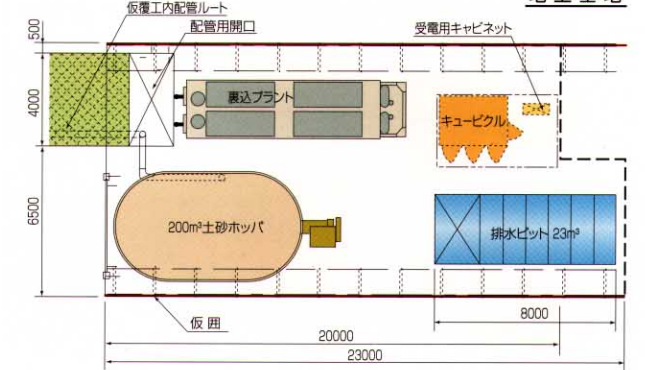 仮覆工内配管ルート
配管用開口
受電用キャビネット
500
4000
6500
裏込プラント
キュービクル
200m³土砂ホッパ
排水ピット 23m³
仮囲
8000
20000
23000